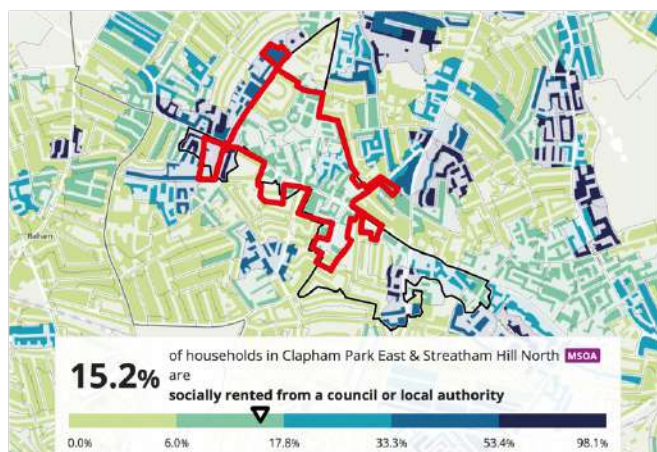 Balham
15.2%
of households in Clapham Park East & Streatham Hill North MSOA
are
socially rented from a council or local authority
0.0% 6.0% 17.8% 33.3% 53.4% 98.1%